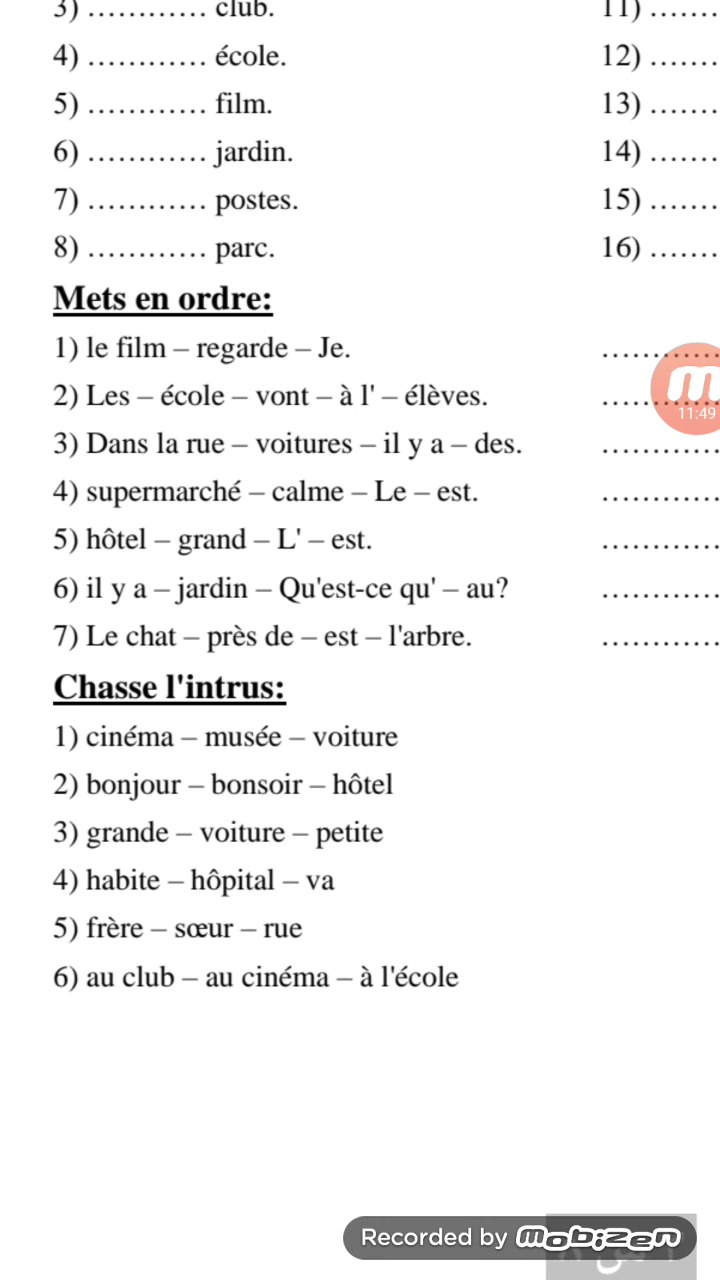 3) ............ club.
11) ......
4) ............ école.
12) ......
5) ............ film.
13) ......
6) ............ jardin.
14) ......
7) ............ postes.
15) ......
8) ............ parc.
16) ......
Mets en ordre:
1) le film – regarde – Je.
2) Les – école – vont – à l' – élèves.
11:49
3) Dans la rue – voitures – il y a – des.
4) supermarché – calme – Le – est.
5) hôtel – grand – L' – est.
6) il y a – jardin – Qu'est-ce qu' – au?
7) Le chat – près de – est – l'arbre.
Chasse l'intrus:
1) cinéma – musée – voiture
2) bonjour – bonsoir – hôtel
3) grande – voiture – petite
4) habite – hôpital – va
5) frère – sœur – rue
6) au club – au cinéma – à l'école
Recorded by mobizen